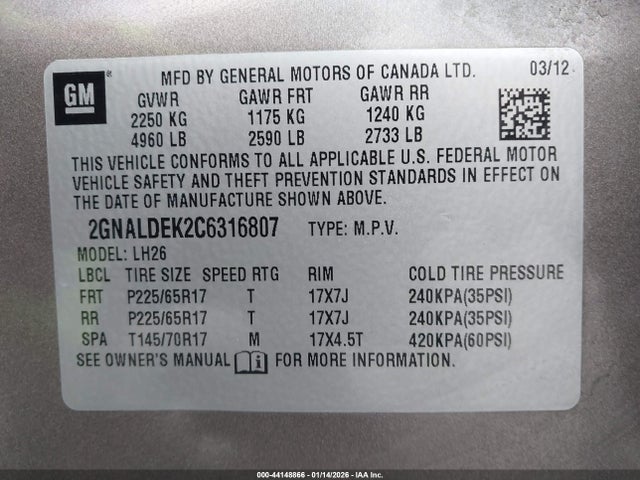 GM ®
MFD BY GENERAL MOTORS OF CANADA LTD. 03/12
GVWR GAWR FRT GAWR RR
2250 KG 1175 KG 1240 KG
4960 LB 2590 LB 2733 LB
THIS VEHICLE CONFORMS TO ALL APPLICABLE U.S. FEDERAL MOTOR
VEHICLE SAFETY AND THEFT PREVENTION STANDARDS IN EFFECT ON
THE DATE OF MANUFACTURE SHOWN ABOVE.
2GNALDEK2C6316807 TYPE: M.P.V.
MODEL: LH26
LBCL TIRE SIZE SPEED RTG RIM COLD TIRE PRESSURE
FRT P225/65R17 T 17X7J 240KPA(35PSI)
RR P225/65R17 T 17X7J 240KPA(35PSI)
SPA T145/70R17 M 17X4.5T 420KPA(60PSI)
SEE OWNER'S MANUAL FOR MORE INFORMATION.
000-44148866 - 01/14/2026 - IAA Inc.